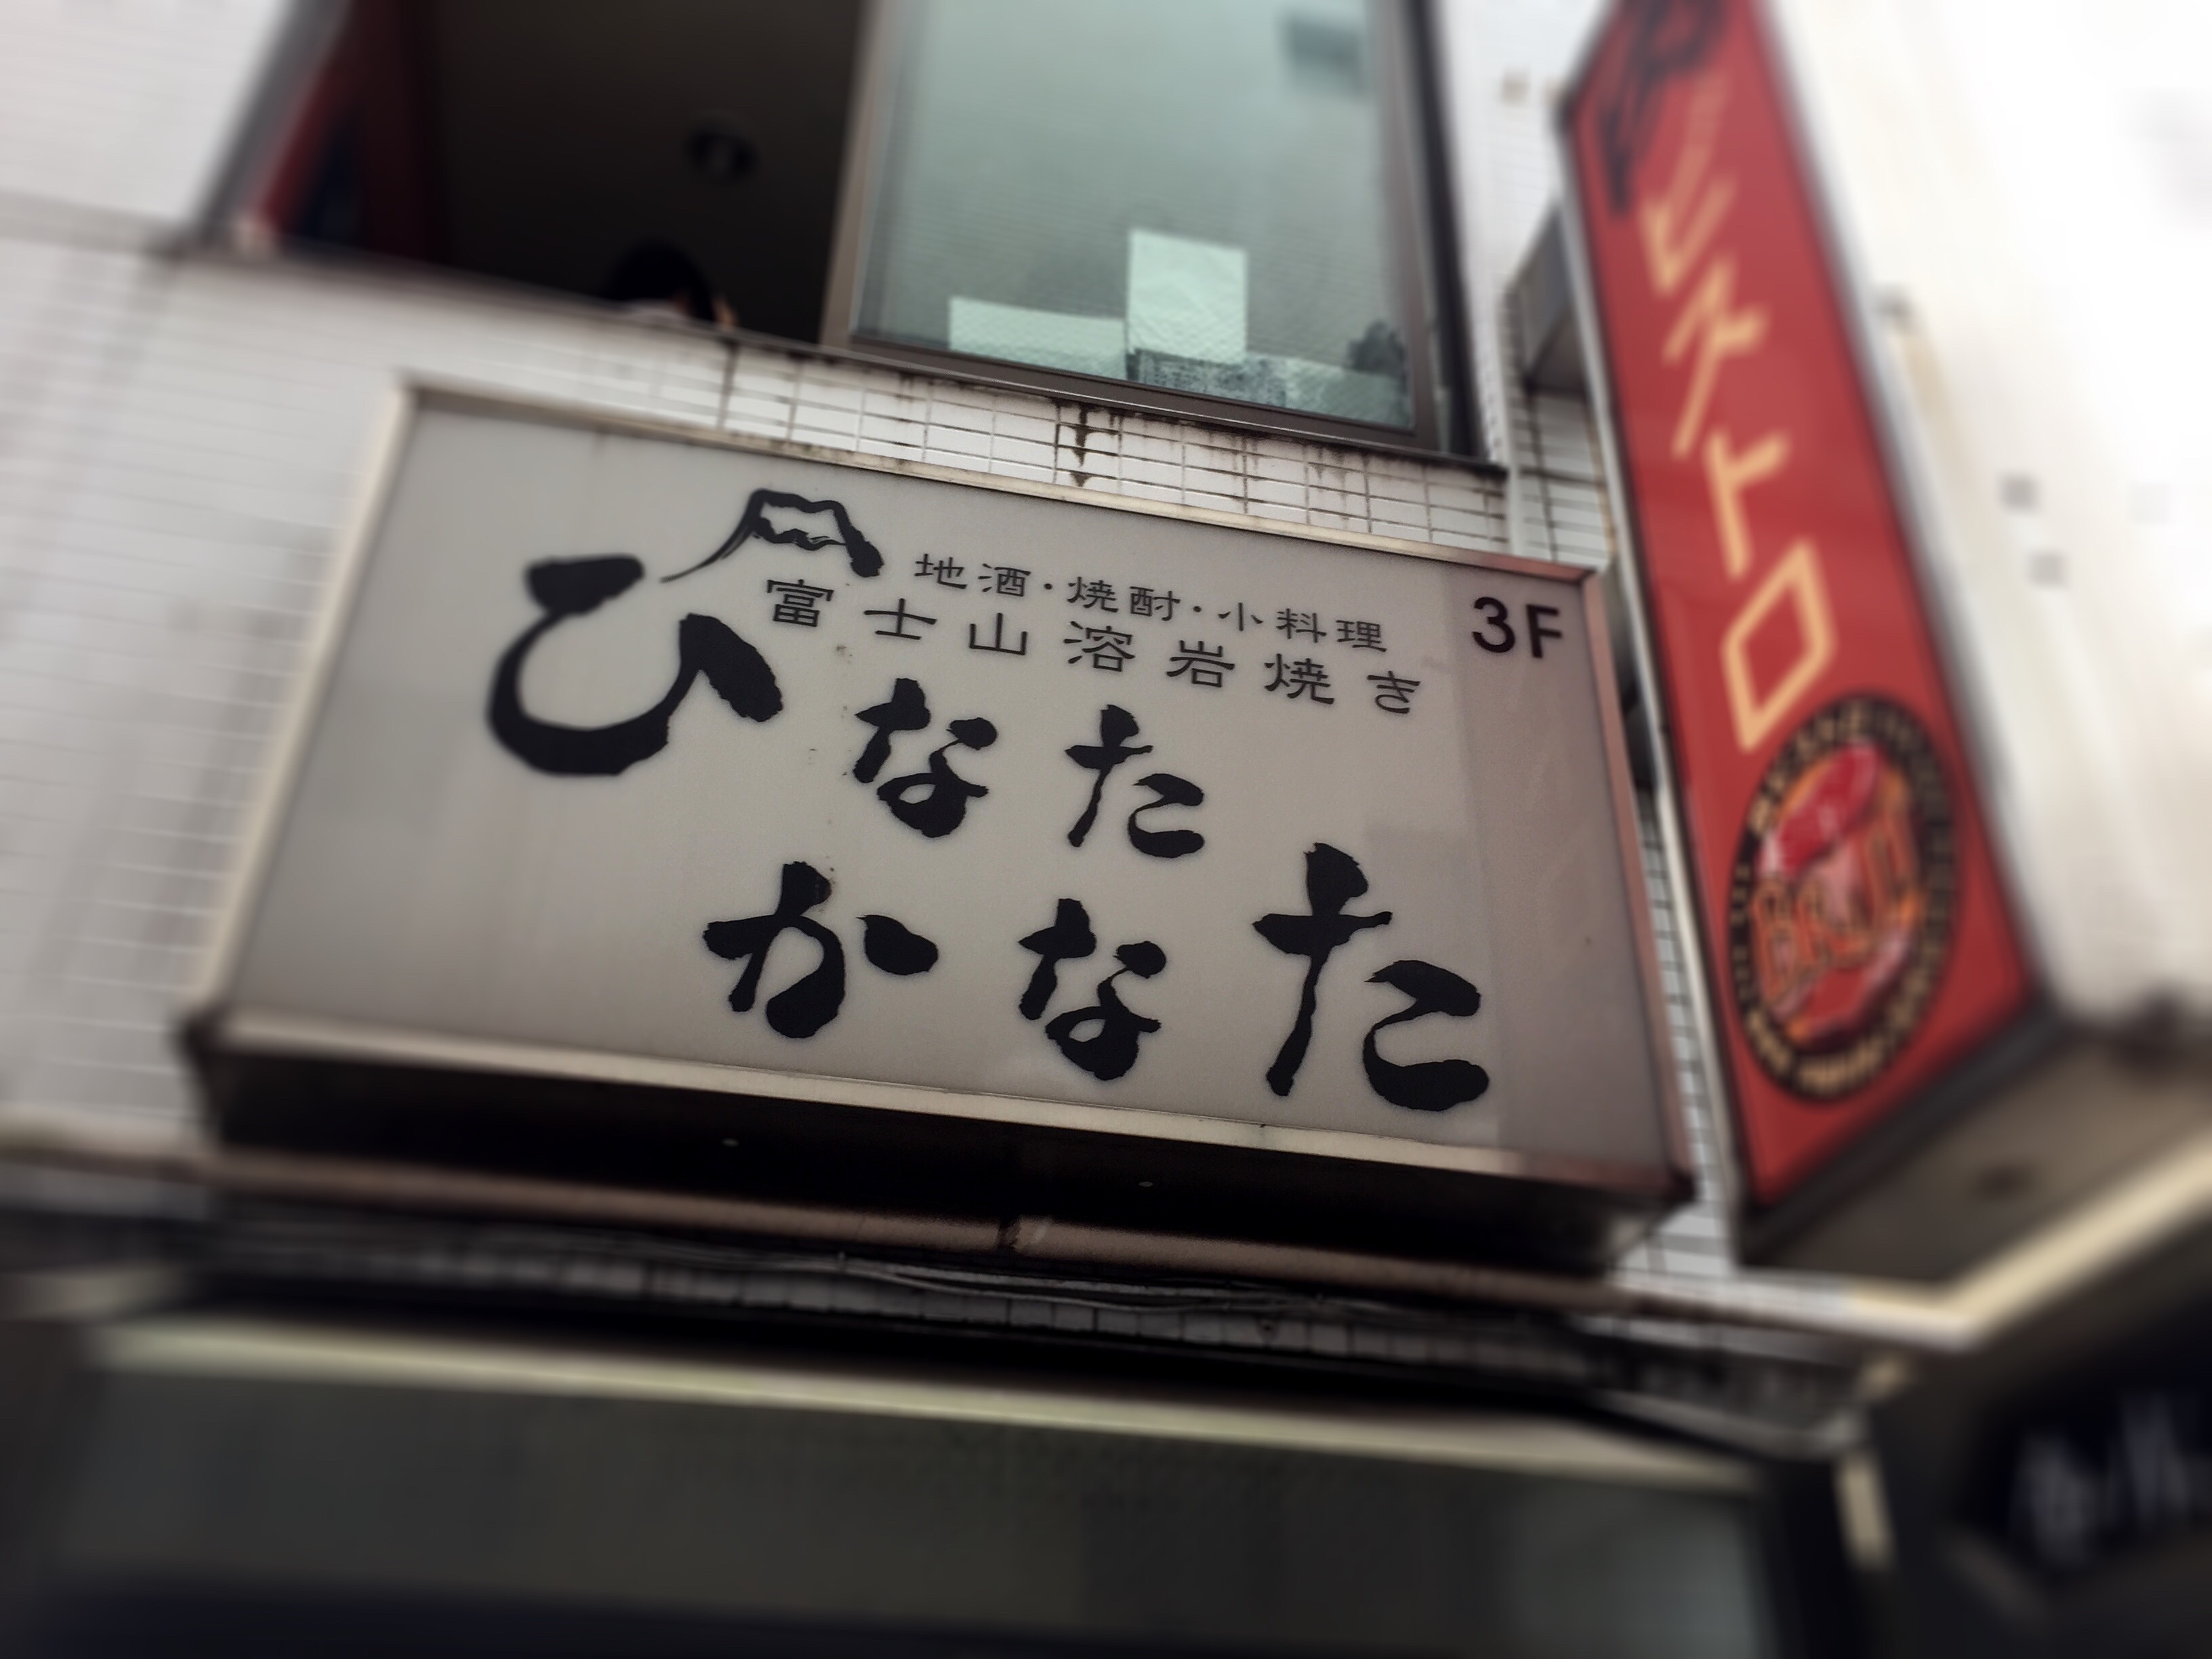 地酒・焼酎・小料理
富士山溶岩焼き
3F
ひなた
かなた
ビストロ